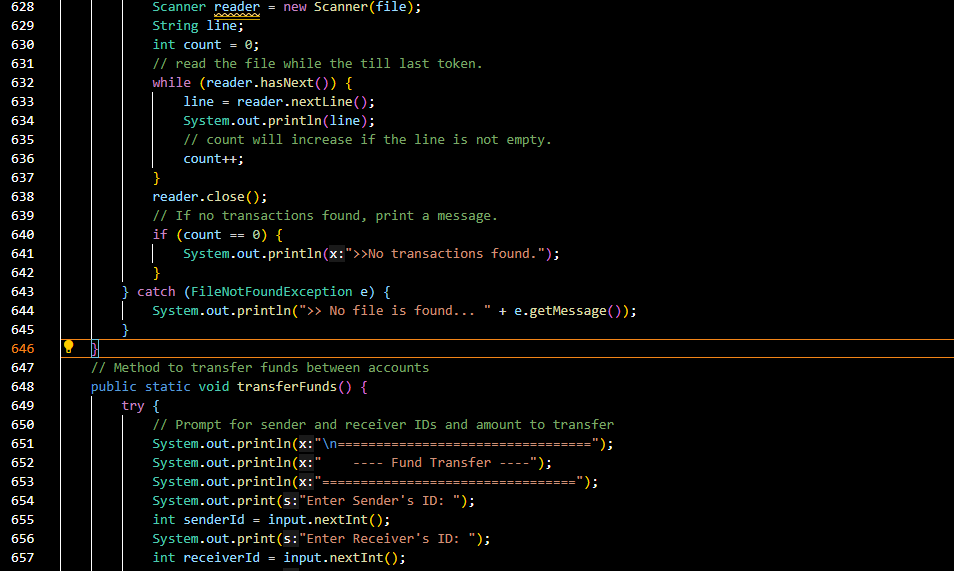 628 Scanner reader = new Scanner(file);
629 String line;
630 int count = 0;
631 // read the file while the till last token.
632 while (reader.hasNext()) {
633 line = reader.nextLine();
634 System.out.println(line);
635 // count will increase if the line is not empty.
636 count++;
637 }
638 reader.close();
639 // If no transactions found, print a message.
640 if (count == 0) {
641 System.out.println(x:">>No transactions found.");
642 }
643 } catch (FileNotFoundException e) {
644 System.out.println(">> No file is found... " + e.getMessage());
645 }
646 }
647 // Method to transfer funds between accounts
648 public static void transferFunds() {
649 try {
650 // Prompt for sender and receiver IDs and amount to transfer
651 System.out.println(x:"\n=================================");
652 System.out.println(x:"    ---- Fund Transfer ----");
653 System.out.println(x:"=================================");
654 System.out.print(s:"Enter Sender's ID: ");
655 int senderId = input.nextInt();
656 System.out.print(s:"Enter Receiver's ID: ");
657 int receiverId = input.nextInt();